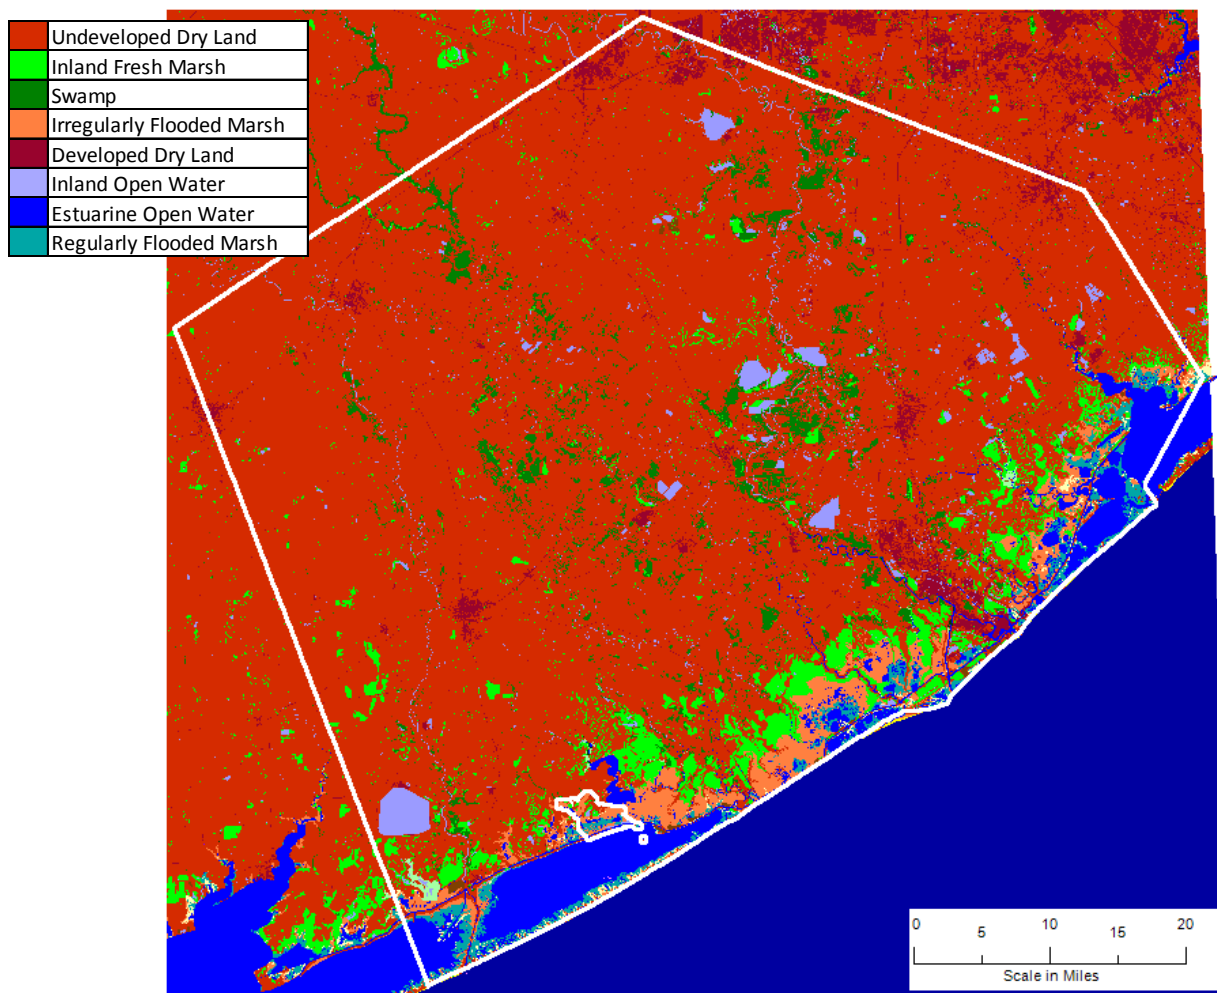 Undeveloped Dry Land
Inland Fresh Marsh
Swamp
Irregularly Flooded Marsh
Developed Dry Land
Inland Open Water
Estuarine Open Water
Regularly Flooded Marsh
0 5 10 15 20
Scale in Miles